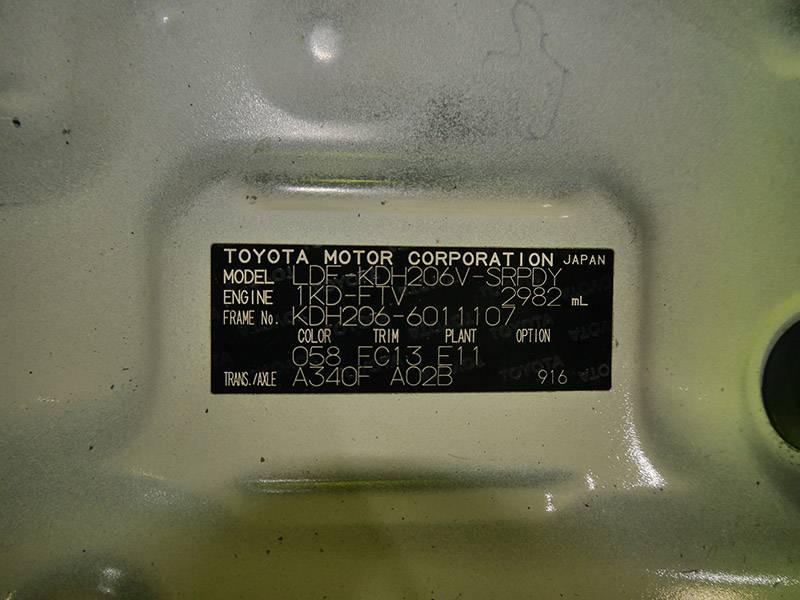 TOYOTA MOTOR CORPORATION JAPAN
MODEL LDF-KDH206V-SRPDY
ENGINE 1KD-FTV 2982 mL
FRAME No. KDH206-6011107
COLOR TRIM PLANT OPTION
058 FG13 E11
TRANS./AXLE A340F A02B 916